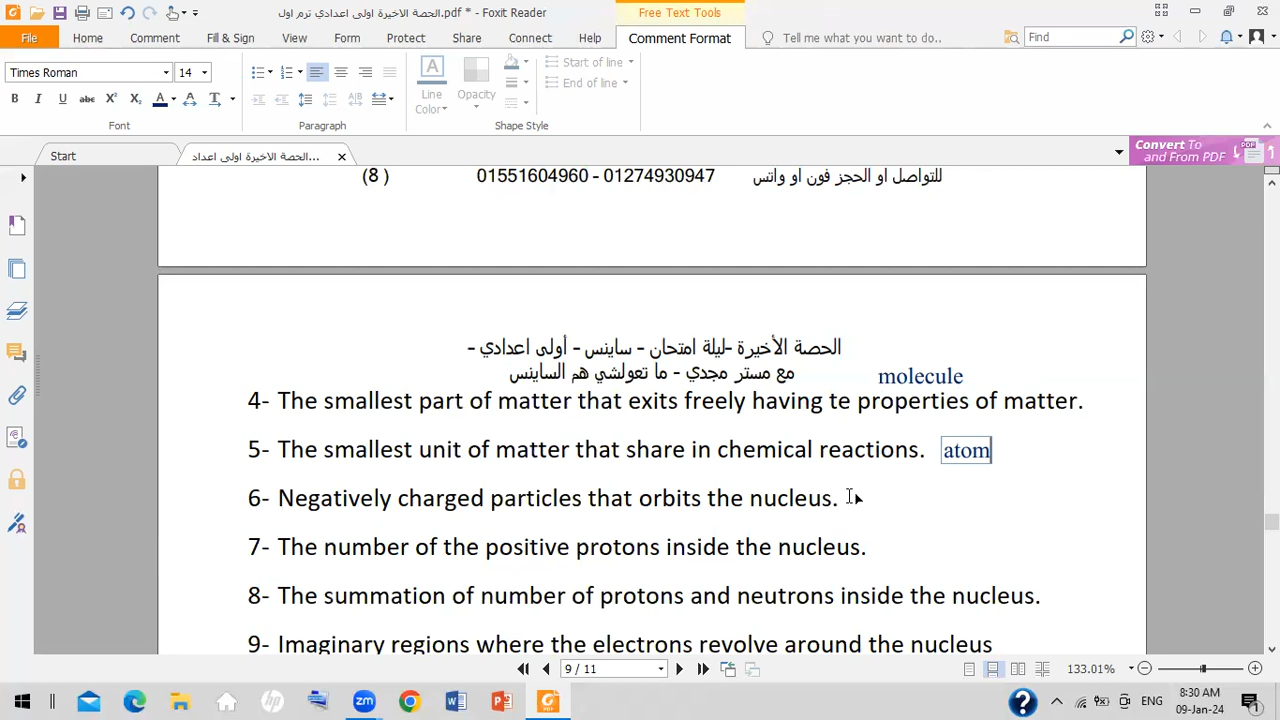 الحصة الاخيرة اولى اعدادي ترم اول.pdf * - Foxit Reader
Free Text Tools
File Home Comment Fill & Sign View Form Protect Share Connect Help Comment Format Tell me what you want to do.. Find
Times Roman 14
Start of line
End of line
Line Color
Opacity
Font Paragraph Shape Style
Start
الحصة الاخيرة اولى اعداد...
Convert To and From PDF
للتواصل او الحجز فون او واتس 01274930947 - 01551604960 (8 )
الحصة الأخيرة -ليلة امتحان - ساينس - أولى اعدادي -
مع مستر مجدي - ما تعولشي هم الساينس
molecule
4- The smallest part of matter that exits freely having te properties of matter.
5- The smallest unit of matter that share in chemical reactions. atom
6- Negatively charged particles that orbits the nucleus.
7- The number of the positive protons inside the nucleus.
8- The summation of number of protons and neutrons inside the nucleus.
9- Imaginary regions where the electrons revolve around the nucleus
9 / 11
133.01%
ENG
8:30 AM
09-Jan-24